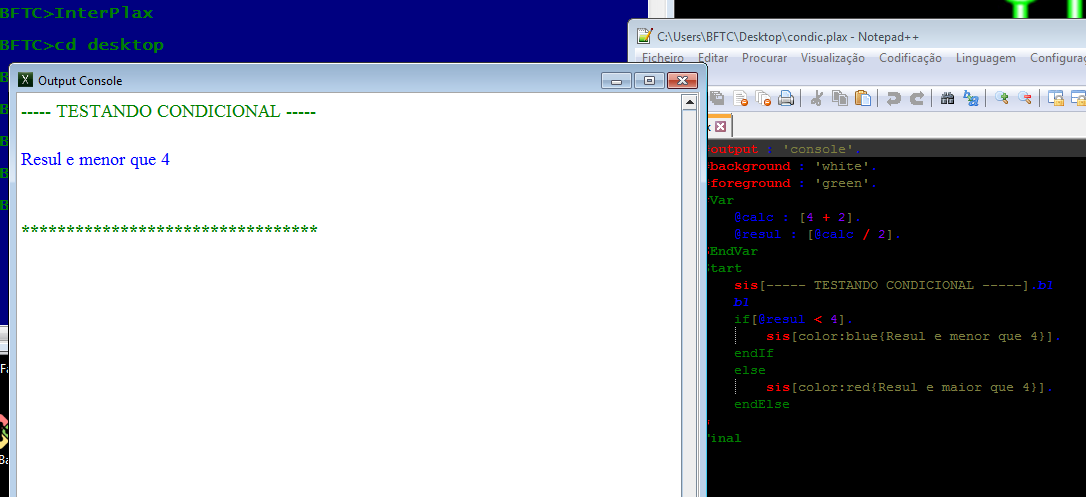 BFTC>InterPlax
BFTC>cd desktop
Output Console
----- TESTANDO CONDICIONAL -----
Resul e menor que 4
*********************************
C:\Users\BFTC\Desktop\condic.plax - Notepad++
Ficheiro Editar Procurar Visualização Codificação Linguagem Configura
output : 'console'.
background : 'white'.
foreground : 'green'.
Var
@calc : [4 + 2].
@resul : [@calc / 2].
EndVar
Start
sis[----- TESTANDO CONDICIONAL -----].bl
bl
if[@resul < 4].
sis[color:blue{Resul e menor que 4}].
endIf
else
sis[color:red{Resul e maior que 4}].
endElse
Final